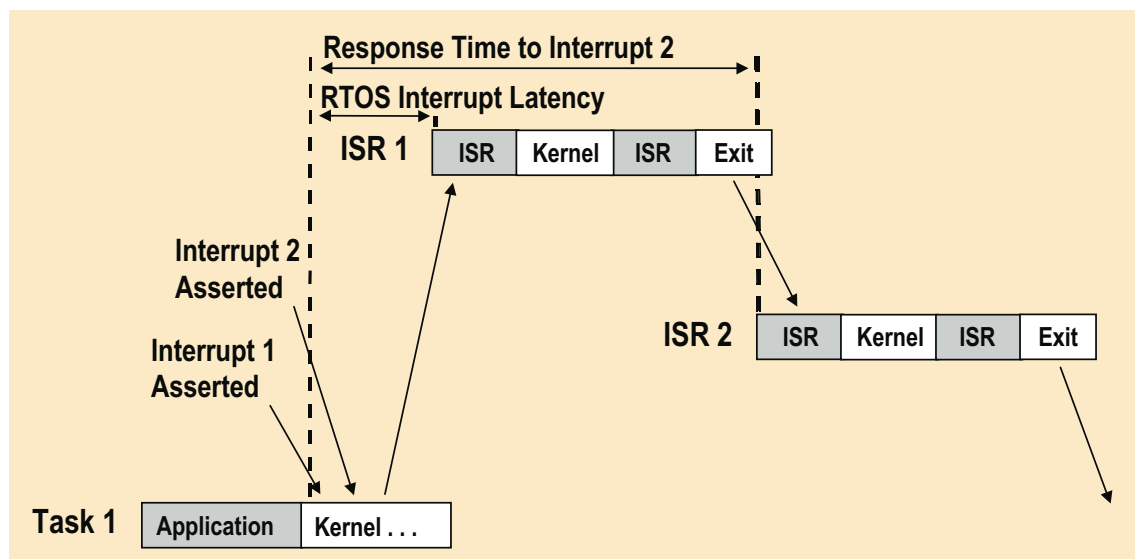 Response Time to Interrupt 2
RTOS Interrupt Latency
ISR 1
ISR
Kernel
ISR
Exit
Interrupt 2
Asserted
ISR 2
ISR
Kernel
ISR
Exit
Interrupt 1
Asserted
Task 1
Application
Kernel . . .